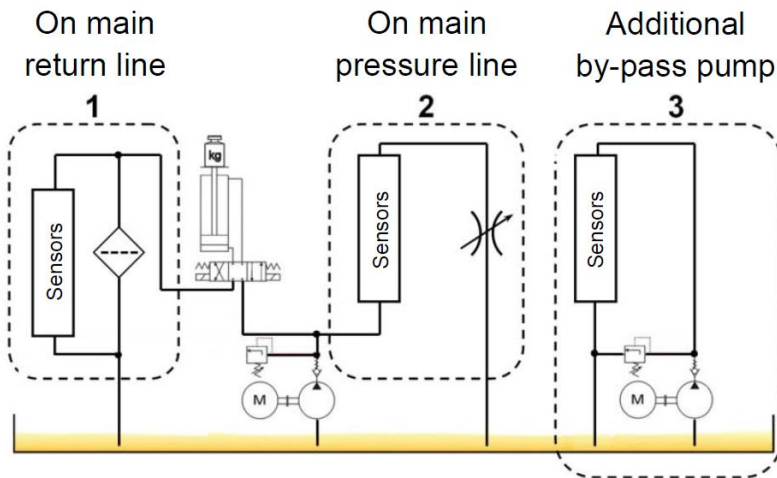 On main
return line
1
On main
pressure line
2
Additional
by-pass pump
3
kg
Sensors
Sensors
Sensors
M
M